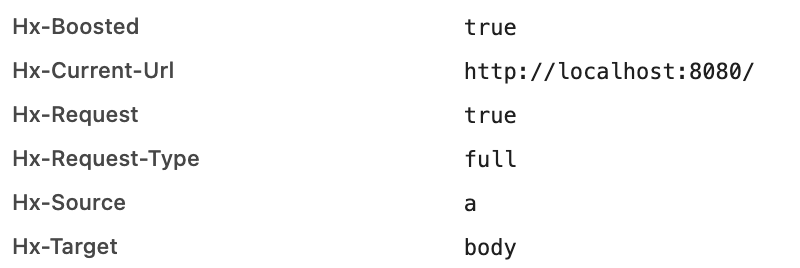 Hx-Boosted true
Hx-Current-Url http://localhost:8080/
Hx-Request true
Hx-Request-Type full
Hx-Source a
Hx-Target body